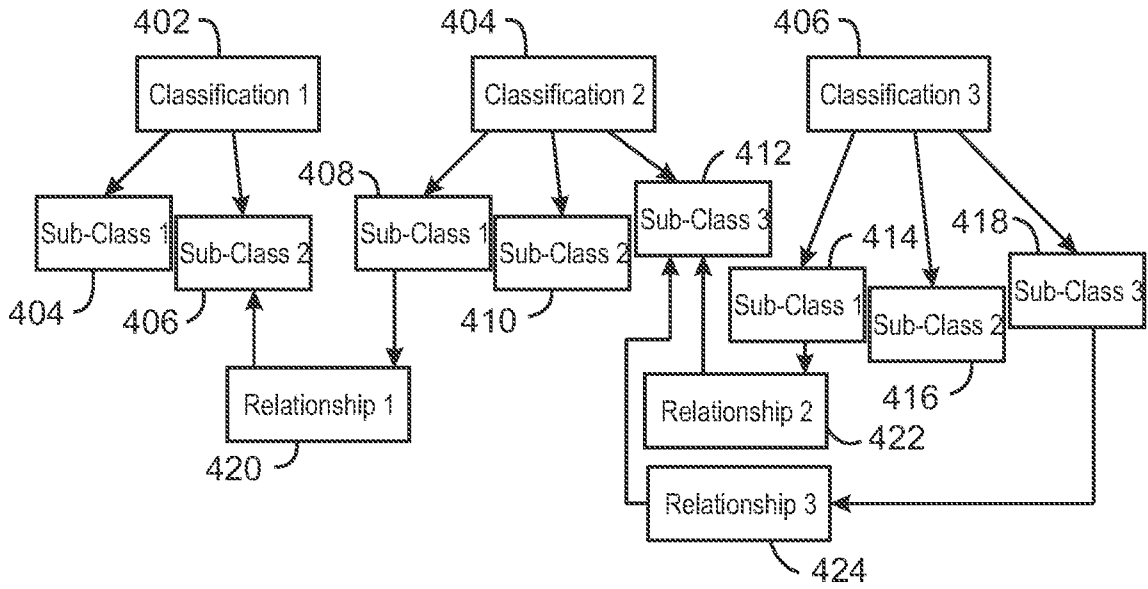 402
404
406
Classification 1
Classification 2
Classification 3
408
412
414
418
Sub-Class 1
Sub-Class 2
Sub-Class 1
Sub-Class 2
Sub-Class 3
Sub-Class 1
Sub-Class 2
Sub-Class 3
404
406
410
416
Relationship 1
Relationship 2
420
422
Relationship 3
424